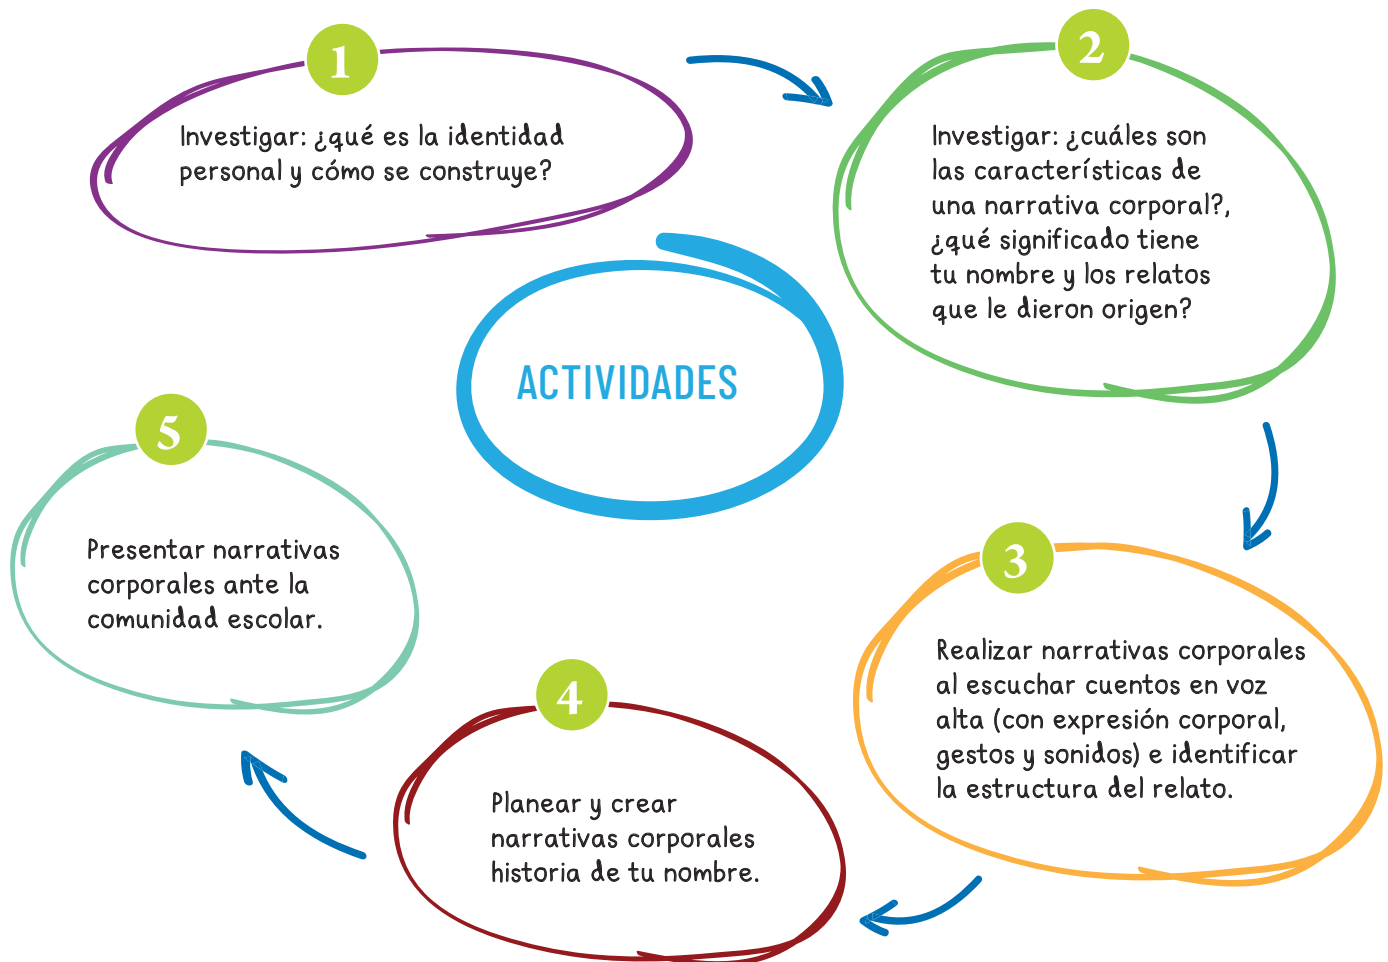 1
Investigar: ¿qué es la identidad
personal y cómo se construye?
2
Investigar: ¿cuáles son
las características de
una narrativa corporal?,
¿qué significado tiene
tu nombre y los relatos
que le dieron origen?
ACTIVIDADES
3
Realizar narrativas corporales
al escuchar cuentos en voz
alta (con expresión corporal,
gestos y sonidos) e identificar
la estructura del relato.
4
Planear y crear
narrativas corporales
historia de tu nombre.
5
Presentar narrativas
corporales ante la
comunidad escolar.